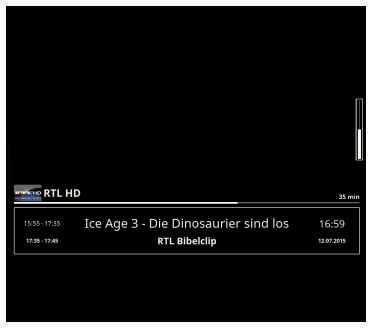 RTL HD
35 min
15:55 - 17:35 Ice Age 3 - Die Dinosaurier sind los 16:59
17:35 - 17:45 RTL Bibelclip 12.07.2015